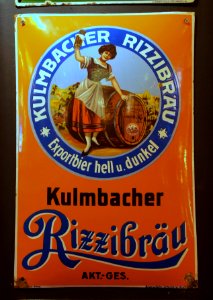 KULMBACHER RIZZIBRÄU
Exportbier hell u. dunkel
Kulmbacher
Rizzibräu
AKT.-GES.